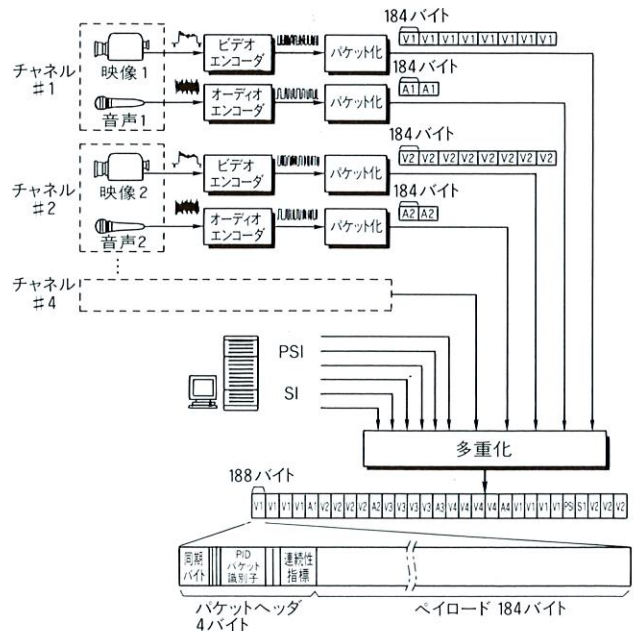 184バイト
V1 V1 V1 V1 V1 V1 V1 V1
ビデオ
エンコーダ
パケット化
映像1
チャネル
#1
184バイト
A1 A1
オーディオ
エンコーダ
パケット化
音声1
184バイト
V2 V2 V2 V2 V2 V2 V2 V2
ビデオ
エンコーダ
パケット化
映像2
チャネル
#2
184バイト
A2 A2
オーディオ
エンコーダ
パケット化
音声2
チャネル
#4
PSI
SI
多重化
188バイト
V1 V1 V1 V1 A1 V2 V2 V2 V2 A2 V3 V3 V3 V3 A3 V4 V4 V4 V4 A4 V1 V1 V1 PS S1 V2 V2 V2
同期
バイト
PID
パケット
識別子
連続性
指標
パケットヘッダ
4バイト
ペイロード 184バイト